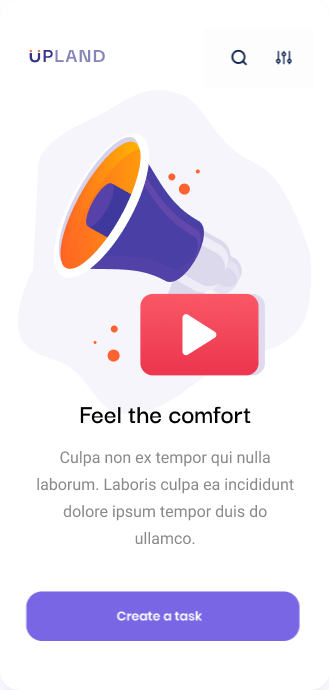 UPLAND
Feel the comfort
Culpa non ex tempor qui nulla
laborum. Laboris culpa ea incididunt
dolore ipsum tempor duis do
ullamco.
Create a task